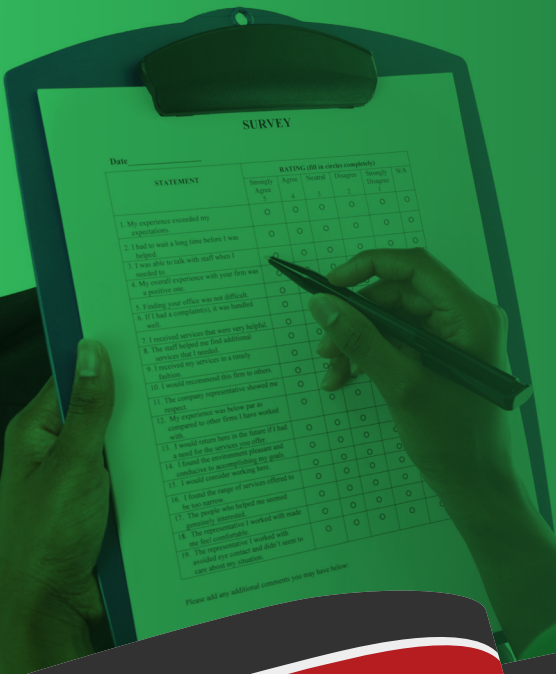 SURVEY
Date
RATING (fill in circles completely)
STATEMENT
Strongly Agree 5
Agree 4
Neutral 3
Disagree 2
Strongly Disagree
N/A
1. My experience exceeded my
expectations.
2. I had to wait a long time before I was
helped.
3. I was able to talk with staff when I
needed to.
4. My overall experience with your firm was
a positive one.
5. Finding your office was not difficult.
6. If I had a complaint(s), it was handled
well.
7. I received services that were very helpful.
8. The staff helped me find additional
services that I needed.
9. I received my services in a timely
fashion.
10. I would recommend this firm to others.
11. The company representative showed me
respect.
12. My experience was below par as
compared to other firms I have worked
with.
13. I would return here in the future if I had
a need for the services you offer.
14. I found the environment pleasant and
conducive to accomplishing my goals.
15. I would consider working here.
16. I found the range of services offered to
be too narrow.
17. The people who helped me seemed
genuinely interested.
18. The representative I worked with made
me feel comfortable.
19. The representative I worked with
avoided eye contact and didn't seem to
care about my situation.
Please add any additional comments you may have below.